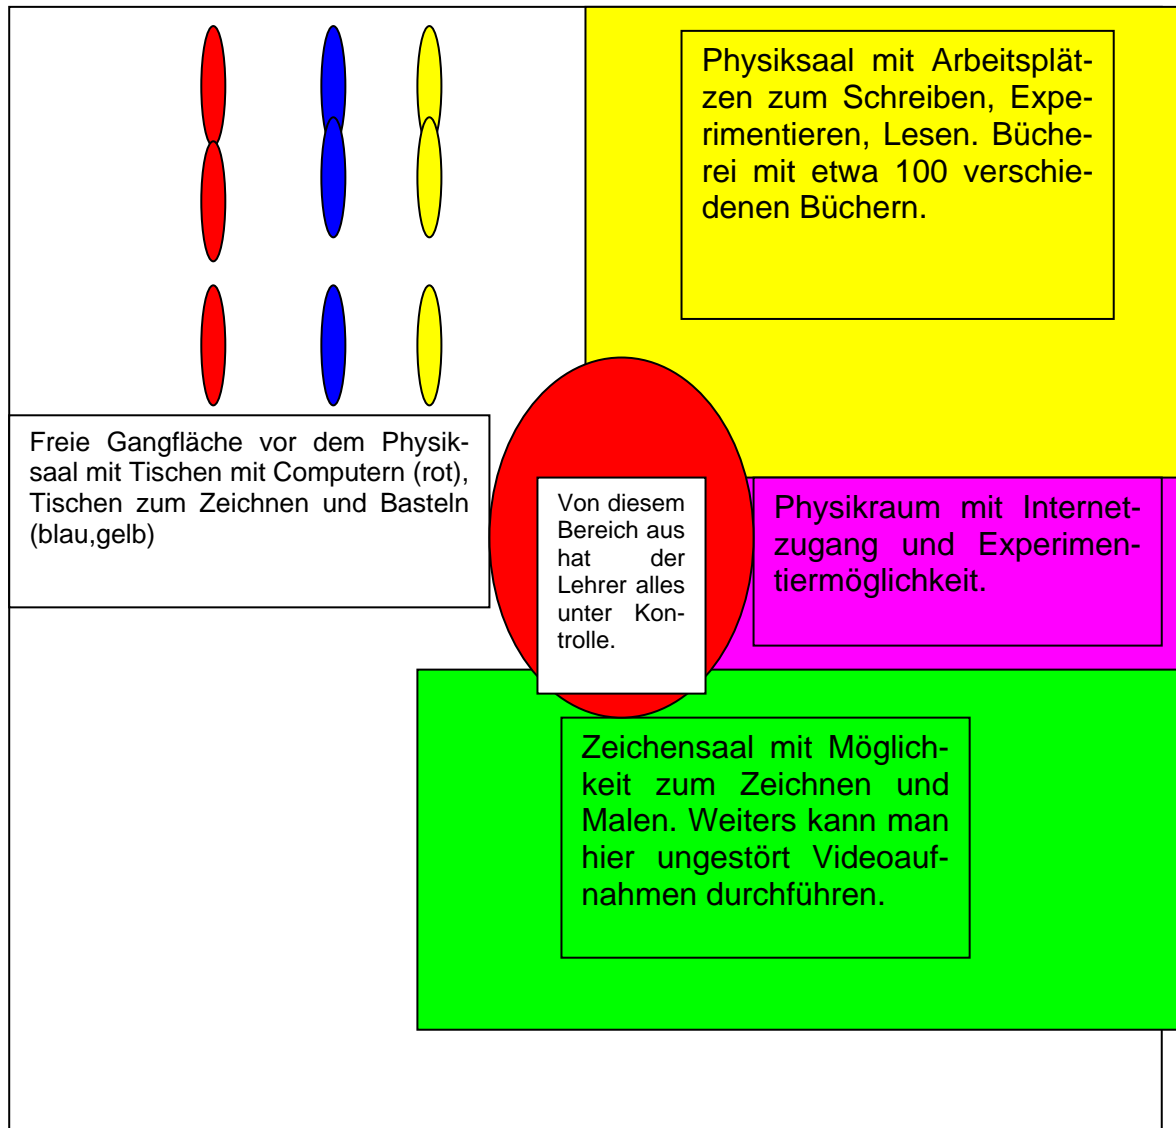 Physiksaal mit Arbeitsplät-
zen zum Schreiben, Expe-
rimentieren, Lesen. Büche-
rei mit etwa 100 verschie-
denen Büchern.
Freie Gangfläche vor dem Physik-
saal mit Tischen mit Computern (rot),
Tischen zum Zeichnen und Basteln
(blau,gelb)
Von diesem
Bereich aus
hat der
Lehrer alles
unter Kon-
trolle.
Physikraum mit Internet-
zugang und Experimen-
tiermöglichkeit.
Zeichensaal mit Möglich-
keit zum Zeichnen und
Malen. Weiters kann man
hier ungestört Videoauf-
nahmen durchführen.